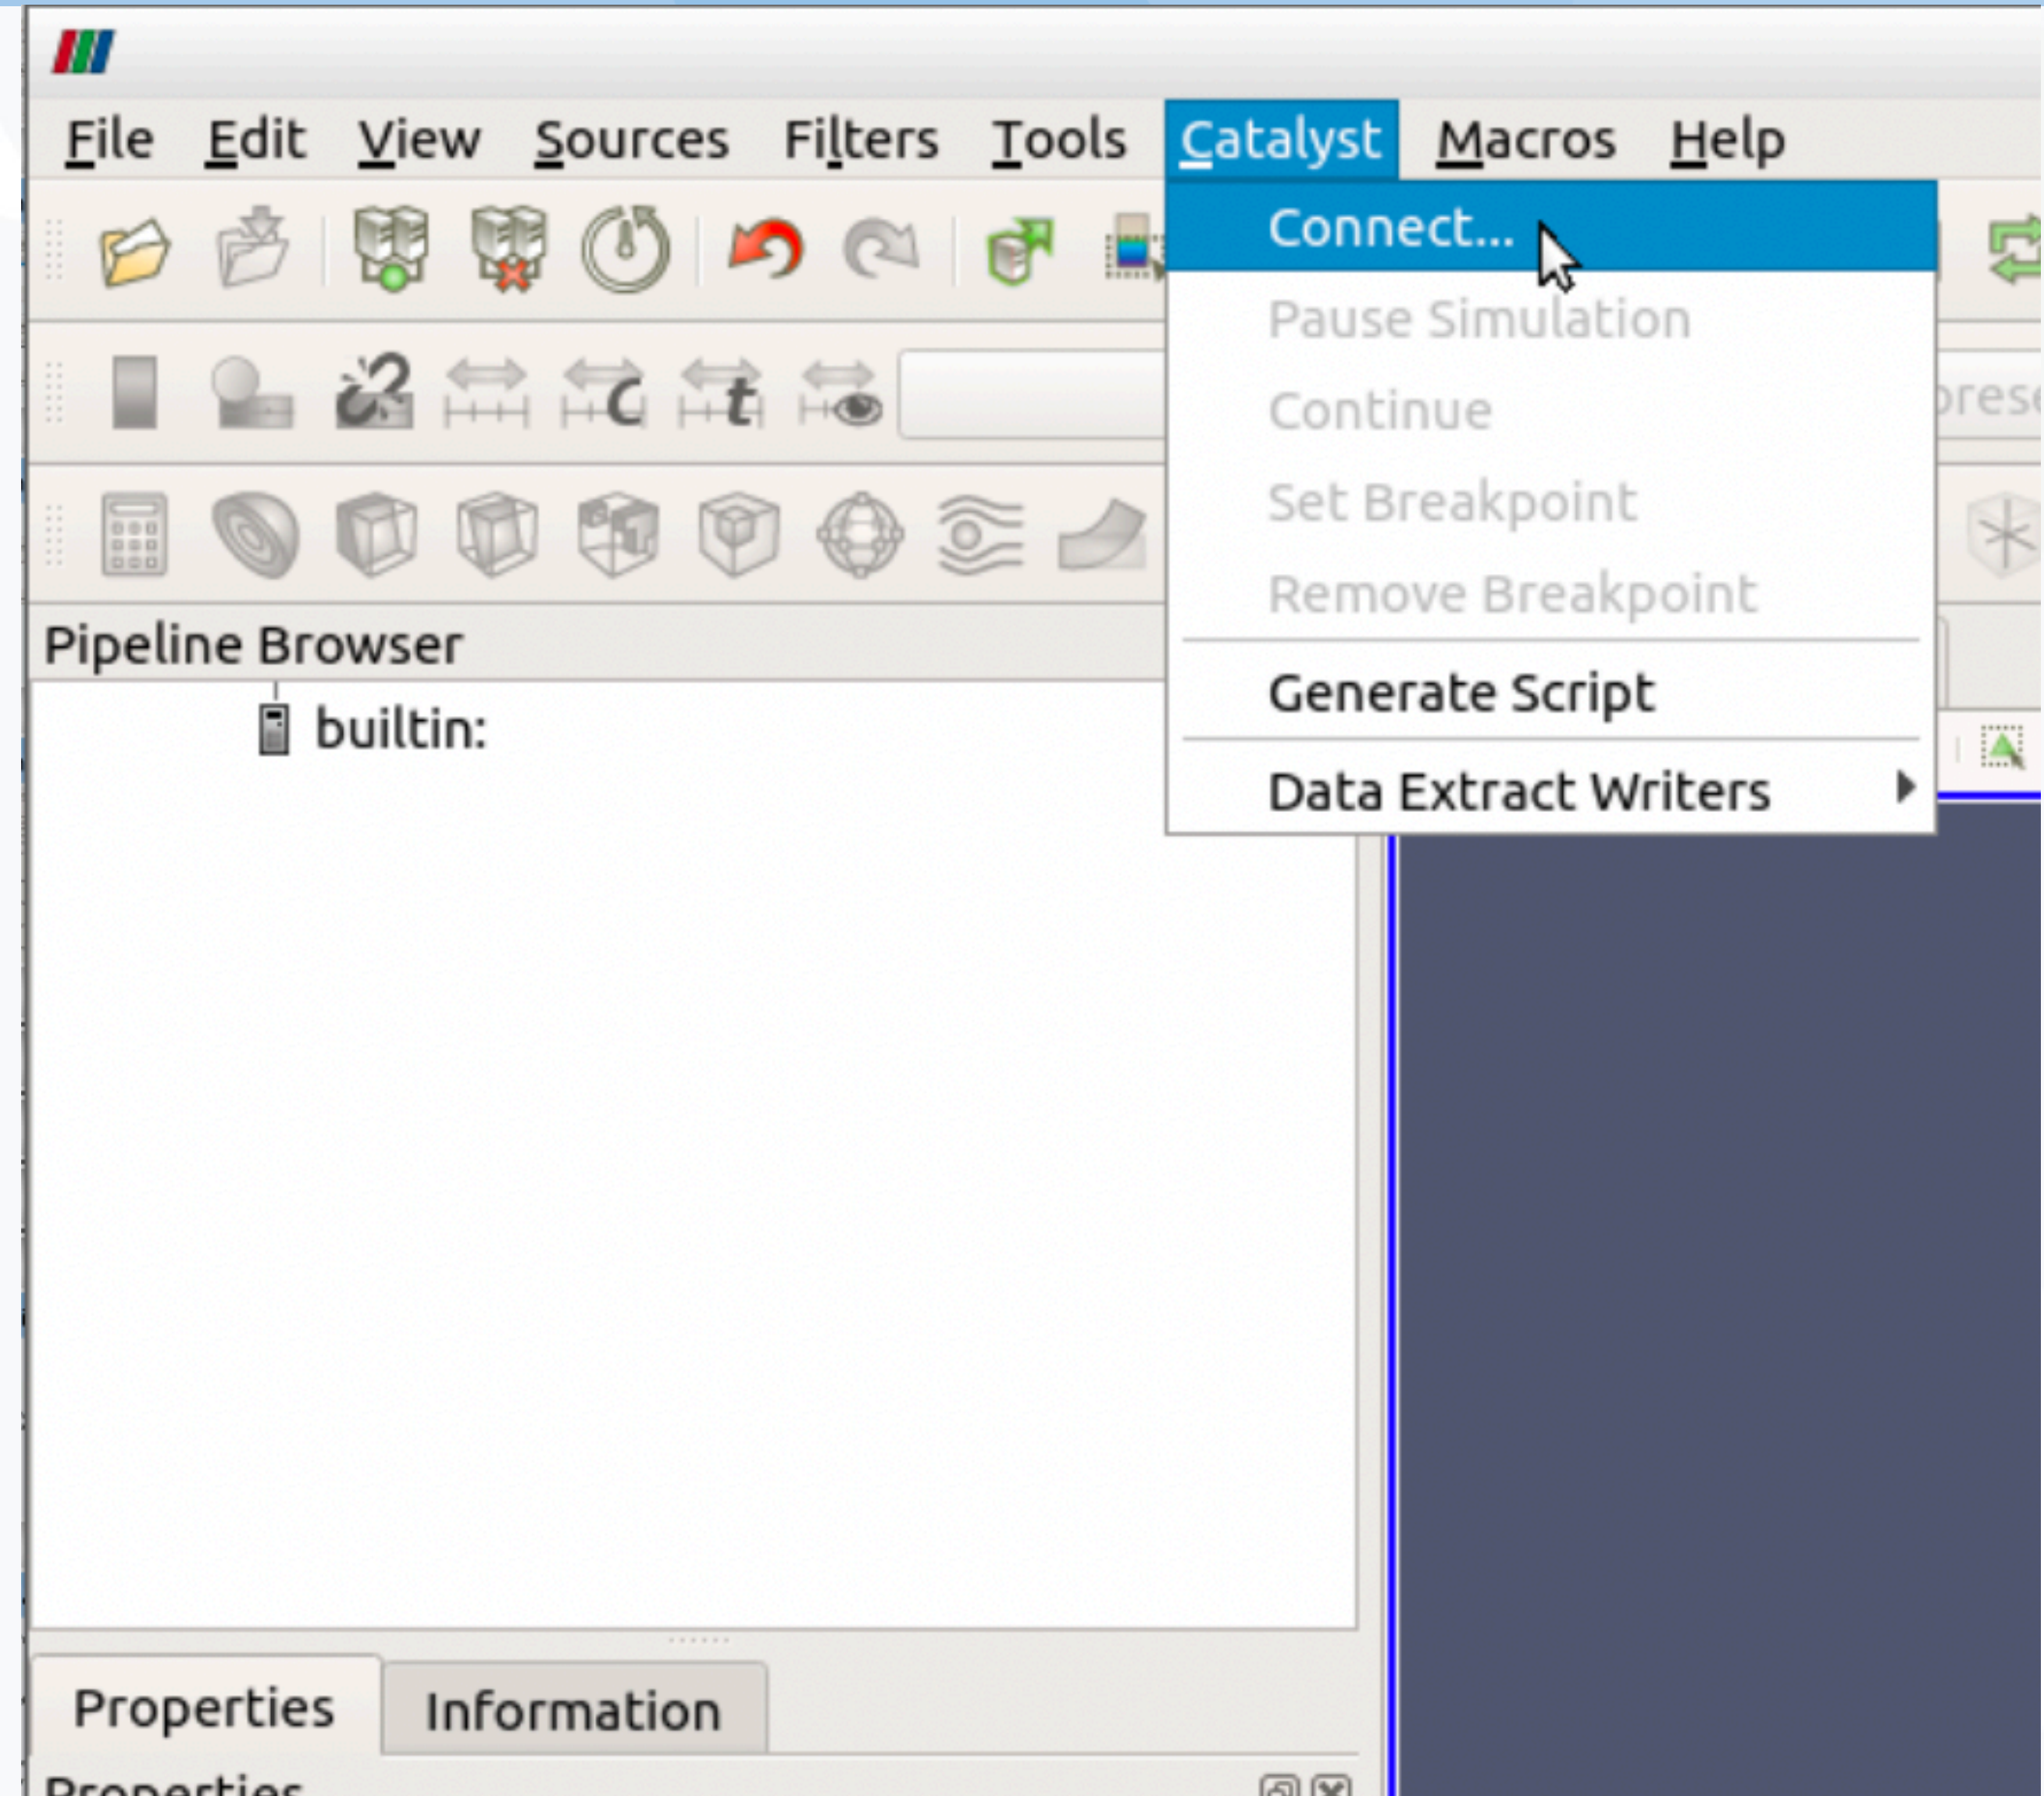 File Edit View Sources Filters Tools Catalyst Macros Help
Connect...
Pause Simulation
Continue
Set Breakpoint
Remove Breakpoint
Generate Script
Data Extract Writers
Pipeline Browser
builtin:
Properties Information
Properties